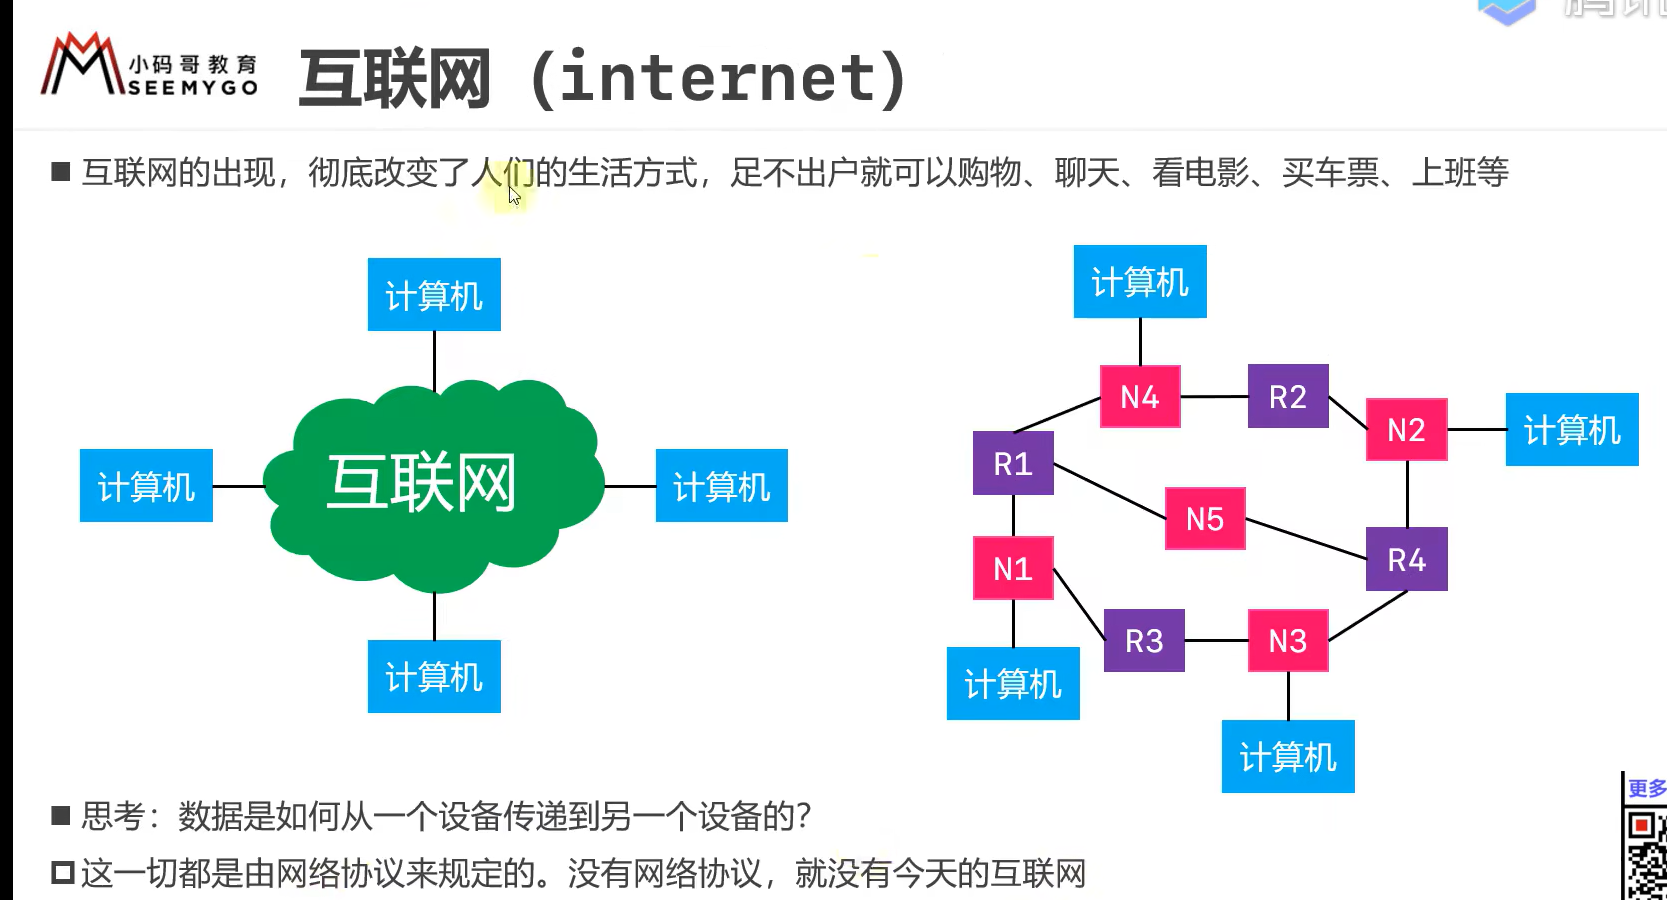 腾讯
小码哥教育
SEEMYGO
互联网（internet）
互联网的出现，彻底改变了人们的生活方式，足不出户就可以购物、聊天、看电影、买车票、上班等
计算机
计算机
互联网
计算机
计算机
计算机
N4
R2
N2
计算机
R1
N5
R4
N1
R3
N3
计算机
计算机
更多
思考：数据是如何从一个设备传递到另一个设备的？
这一切都是由网络协议来规定的。没有网络协议，就没有今天的互联网